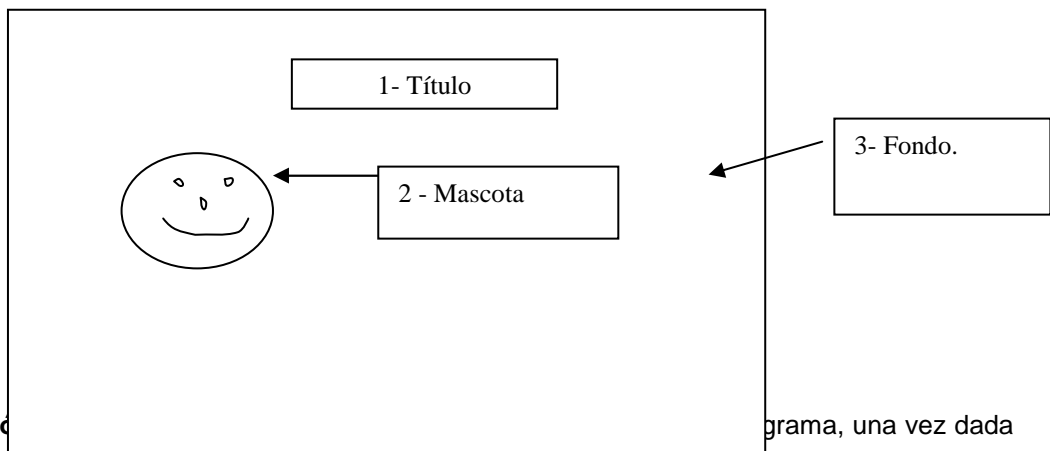 1- Título
3- Fondo.
2 - Mascota
grama, una vez dada